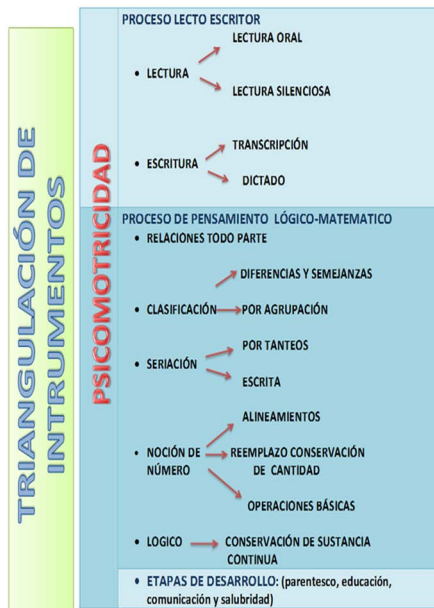 TRIANGULACIÓN DE
INTRUMENTOS
PSICOMOTRICIDAD
PROCESO LECTO ESCRITOR
LECTURA ORAL
• LECTURA
LECTURA SILENCIOSA
TRANSCRIPCIÓN
• ESCRITURA
DICTADO
PROCESO DE PENSAMIENTO LÓGICO-MATEMATICO
• RELACIONES TODO PARTE
DIFERENCIAS Y SEMEJANZAS
• CLASIFICACIÓN POR AGRUPACIÓN
POR TANTEOS
• SERIACIÓN
ESCRITA
ALINEAMIENTOS
• NOCIÓN DE REEMPLAZO CONSERVACIÓN
NÚMERO DE CANTIDAD
OPERACIONES BÁSICAS
• LOGICO CONSERVACIÓN DE SUSTANCIA
CONTINUA
• ETAPAS DE DESARROLLO: (parentesco, educación,
comunicación y salubridad)